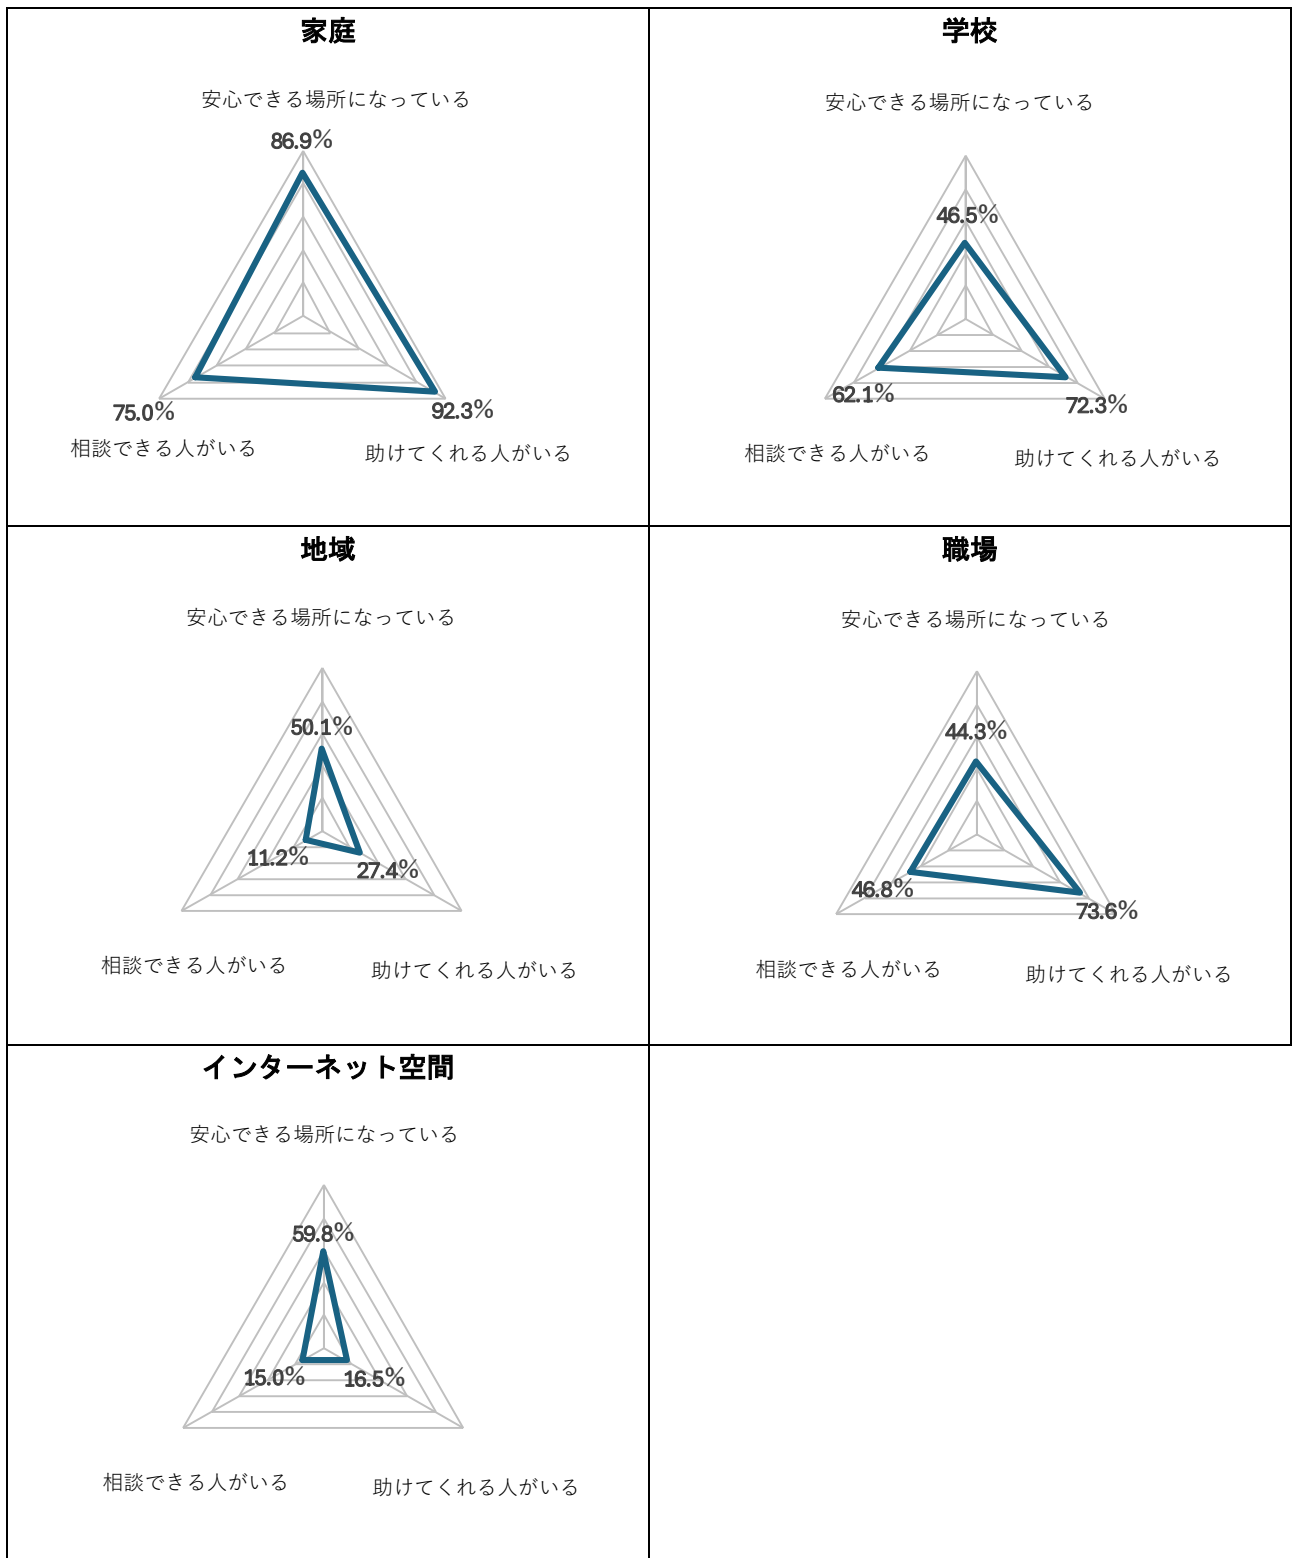 家庭
安心できる場所になっている
86.9%
75.0%
92.3%
相談できる人がいる
助けてくれる人がいる
学校
安心できる場所になっている
46.5%
62.1%
72.3%
相談できる人がいる
助けてくれる人がいる
地域
安心できる場所になっている
50.1%
11.2%
27.4%
相談できる人がいる
助けてくれる人がいる
職場
安心できる場所になっている
44.3%
46.8%
73.6%
相談できる人がいる
助けてくれる人がいる
インターネット空間
安心できる場所になっている
59.8%
15.0%
16.5%
相談できる人がいる
助けてくれる人がいる